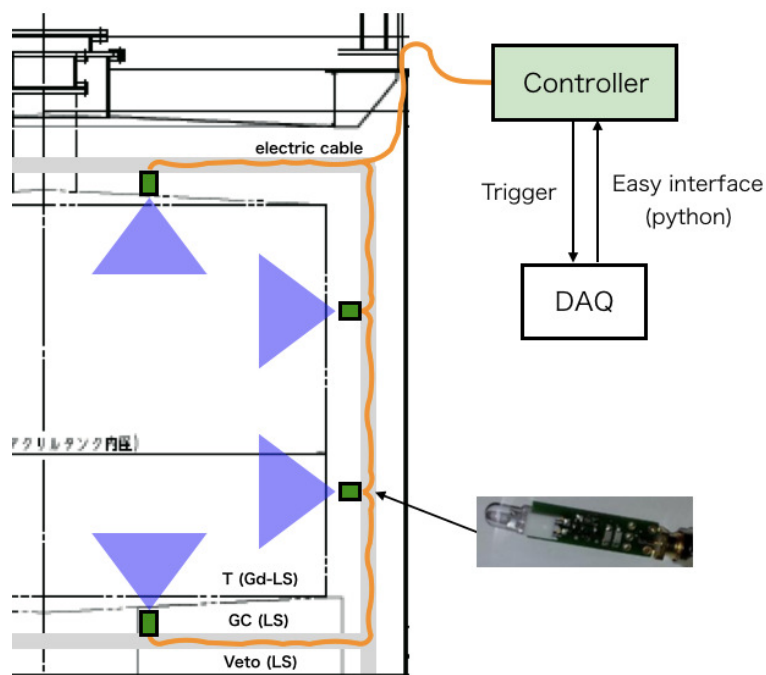 electric cable
Controller
Trigger
Easy interface
(python)
DAQ
アクリルタンク内径)
T (Gd-LS)
GC (LS)
Veto (LS)